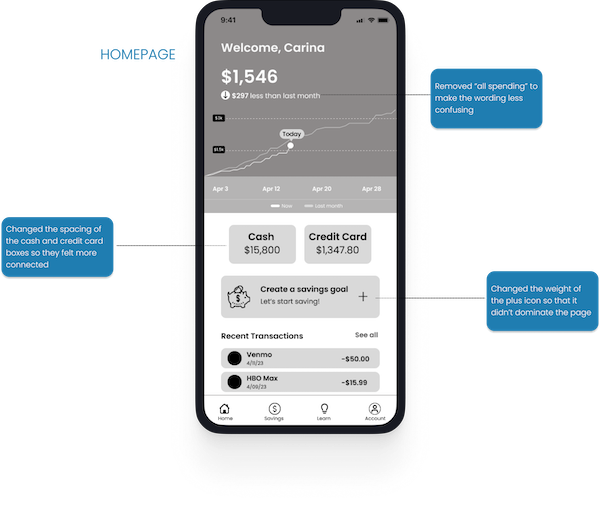 HOMEPAGE
9:41
Welcome, Carina
$1,546
$297 less than last month
$3k
Today
$1.5k
Apr 3 Apr 12 Apr 20 Apr 28
Now Last month
Removed "all spending" to
make the wording less
confusing
Changed the spacing of
the cash and credit card
boxes so they felt more
connected
Cash
$15,800
Credit Card
$1,347.80
Create a savings goal
Let's start saving!
Changed the weight of
the plus icon so that it
didn't dominate the page
Recent Transactions See all
Venmo
4/11/23
-$50.00
HBO Max
4/09/23
-$15.99
Home Savings Learn Account